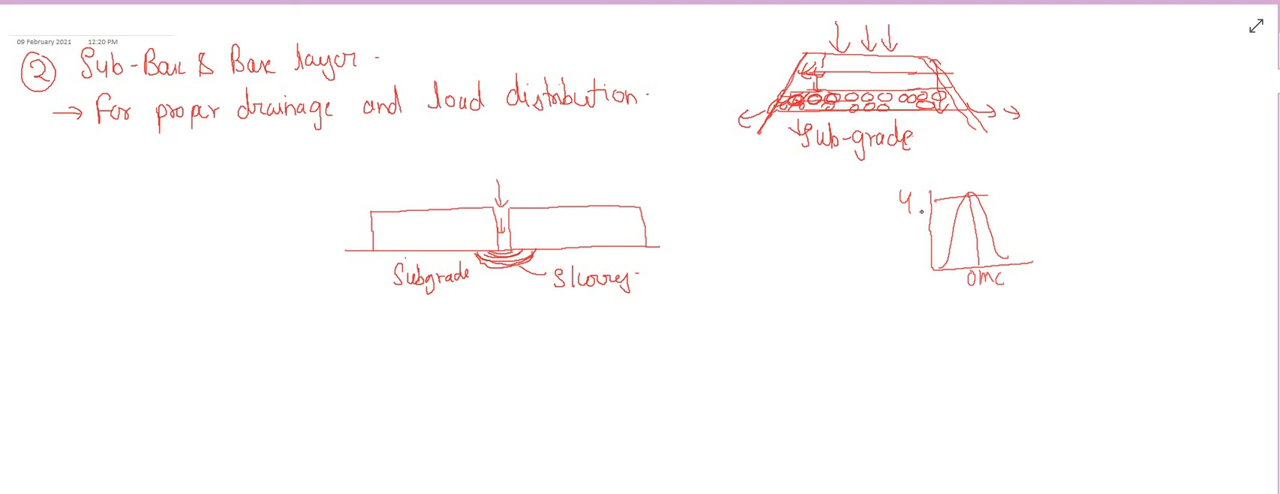 09 February 2021 12:20 PM
② Sub-Base & Base layer.
→ For proper drainage and load distribution.
Sub-grade
Subgrade
Slurry
OMC